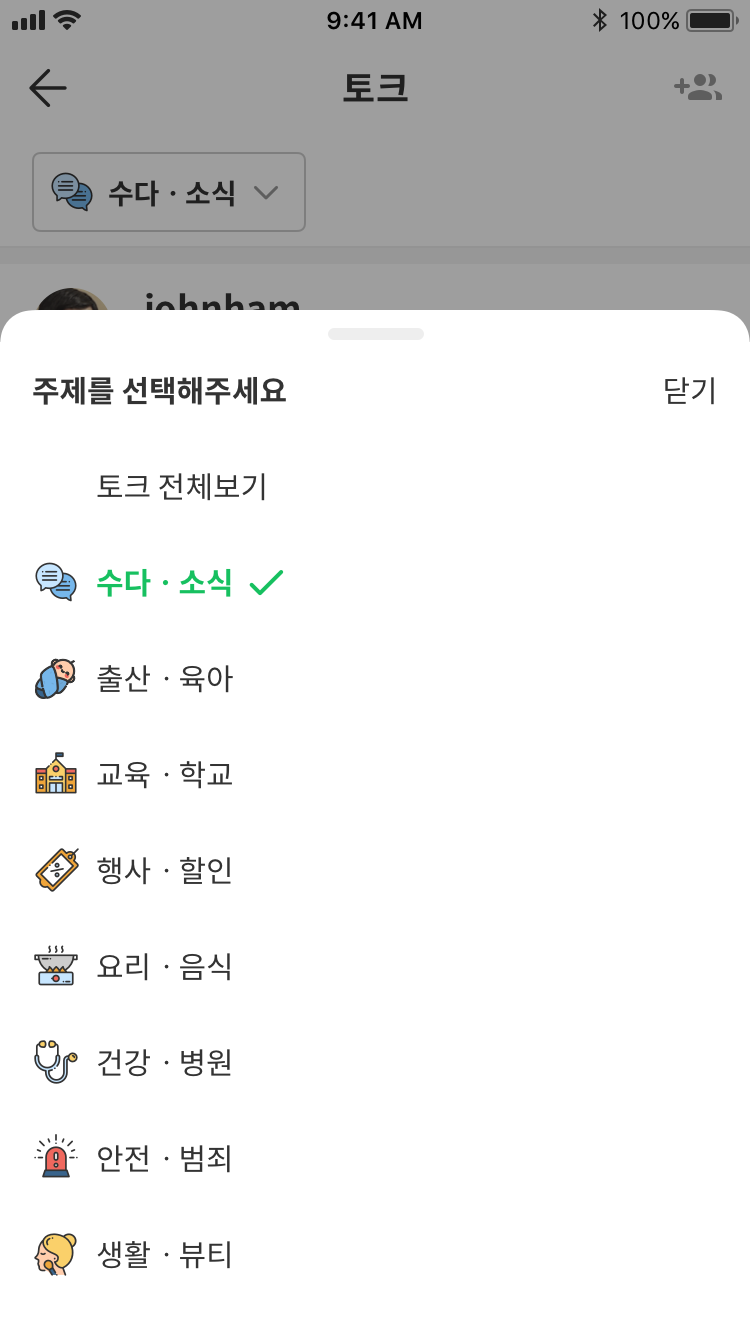 9:41 AM
100%
토크
수다 · 소식
johnham
주제를 선택해주세요
닫기
토크 전체보기
수다 · 소식
출산 · 육아
교육 · 학교
행사 · 할인
요리 · 음식
건강 · 병원
안전 · 범죄
생활 · 뷰티